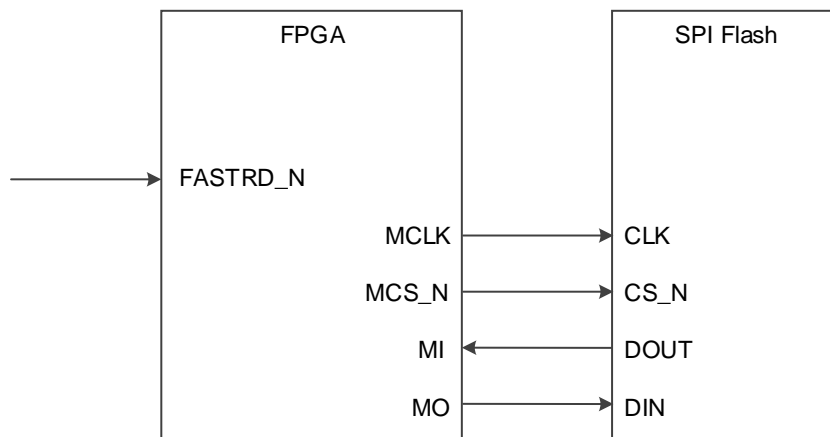 FPGA
SPI Flash
FASTRD_N
MCLK
CLK
MCS_N
CS_N
MI
DOUT
MO
DIN